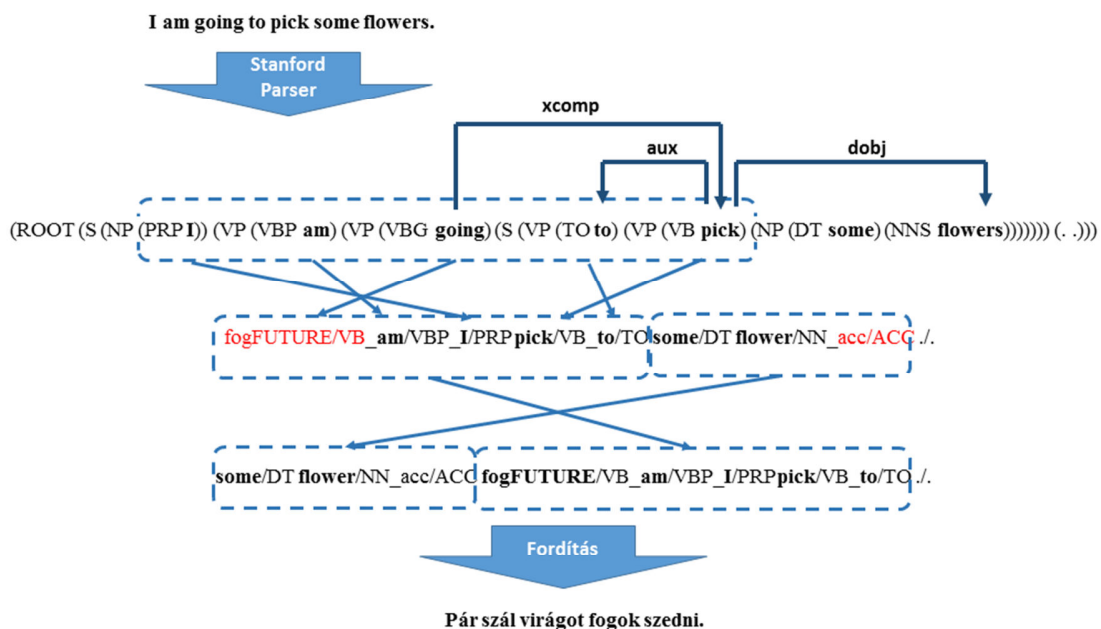 I am going to pick some flowers.
Stanford
Parser
xcomp
aux
dobj
(ROOT (S (NP (PRP I)) (VP (VBP am) (VP (VBG going) (S (VP (TO to) (VP (VB pick) (NP (DT some) (NNS flowers))))))) (. .)))
fogFUTURE/VB_am/VBP_I/PRP pick/VB_to/TO some/DT flower/NN_acc/ACC ./.
some/DT flower/NN_acc/ACC fogFUTURE/VB_am/VBP_I/PRP pick/VB_to/TO ./.
Fordítás
Pár szál virágot fogok szedni.